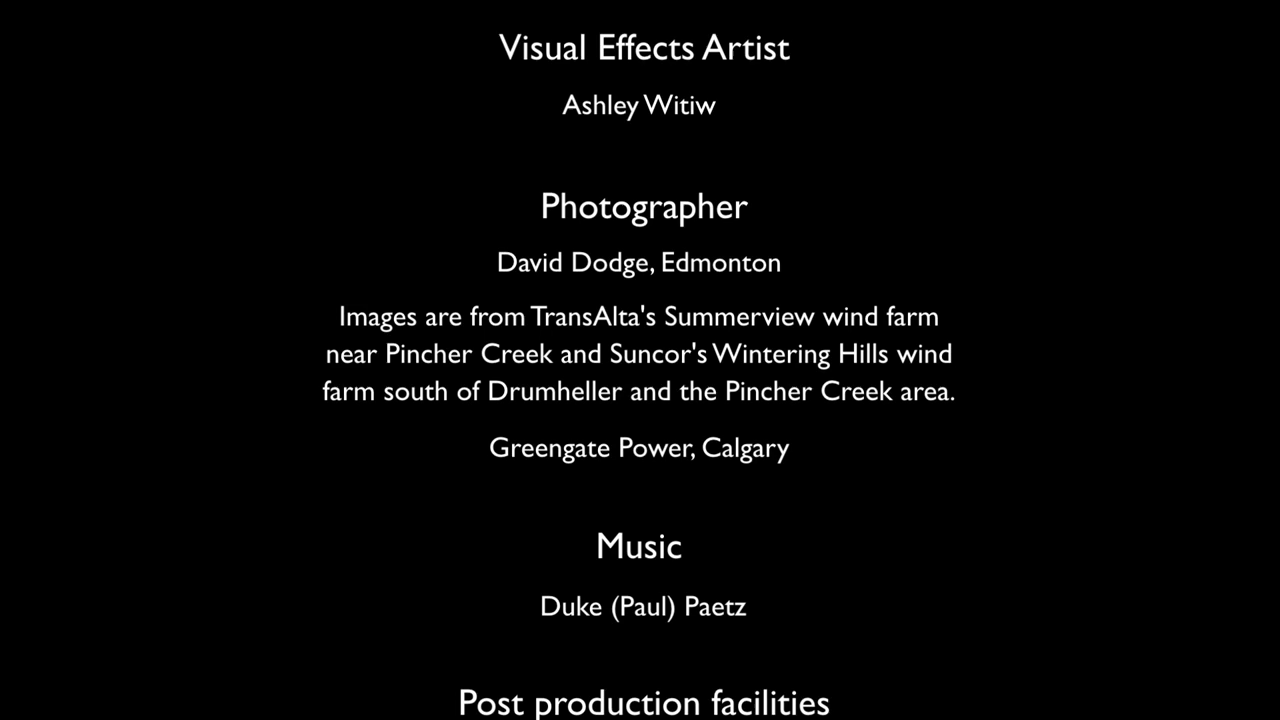 Visual Effects Artist
Ashley Witiw
Photographer
David Dodge, Edmonton
Images are from TransAlta's Summerview wind farm
near Pincher Creek and Suncor's Wintering Hills wind
farm south of Drumheller and the Pincher Creek area.
Greengate Power, Calgary
Music
Duke (Paul) Paetz
Post production facilities